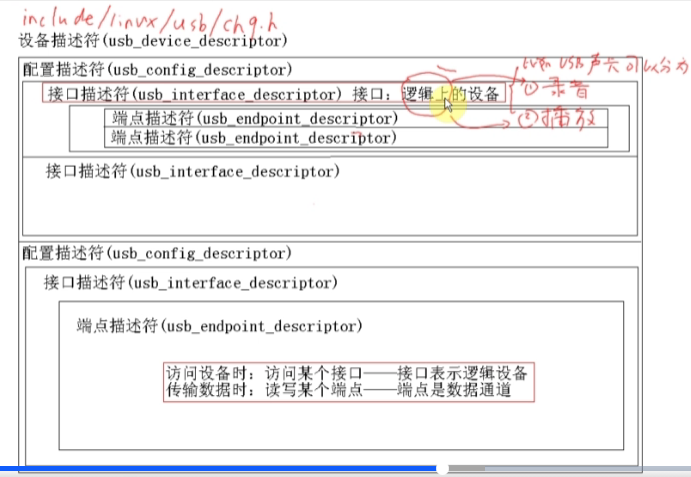 include/linux/usb/ch9.h
设备描述符(usb_device_descriptor)
配置描述符(usb_config_descriptor)
接口描述符(usb_interface_descriptor) 接口: 逻辑上的设备
USB声卡可以分为
①录音
②播放
端点描述符(usb_endpoint_descriptor)
端点描述符(usb_endpoint_descriptor)
接口描述符(usb_interface_descriptor)
配置描述符(usb_config_descriptor)
接口描述符(usb_interface_descriptor)
端点描述符(usb_endpoint_descriptor)
访问设备时: 访问某个接口——接口表示逻辑设备
传输数据时: 读写某个端点——端点是数据通道